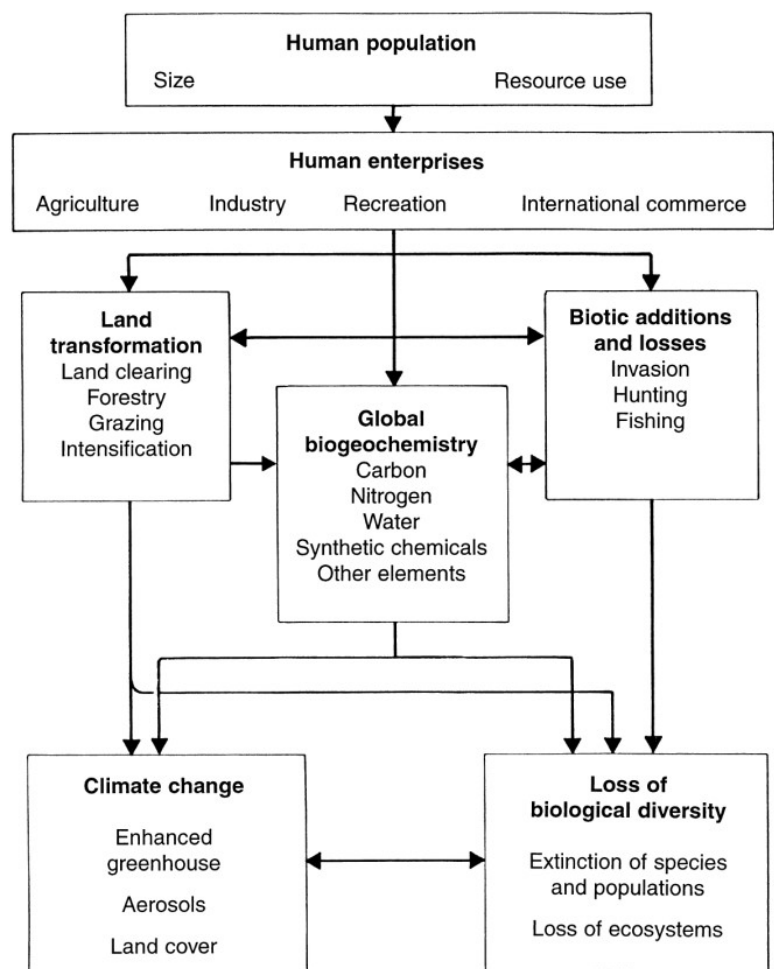 Human population
Size Resource use
Human enterprises
Agriculture Industry Recreation International commerce
Land
transformation
Land clearing
Forestry
Grazing
Intensification
Biotic additions
and losses
Invasion
Hunting
Fishing
Global
biogeochemistry
Carbon
Nitrogen
Water
Synthetic chemicals
Other elements
Climate change
Enhanced
greenhouse
Aerosols
Land cover
Loss of
biological diversity
Extinction of species
and populations
Loss of ecosystems